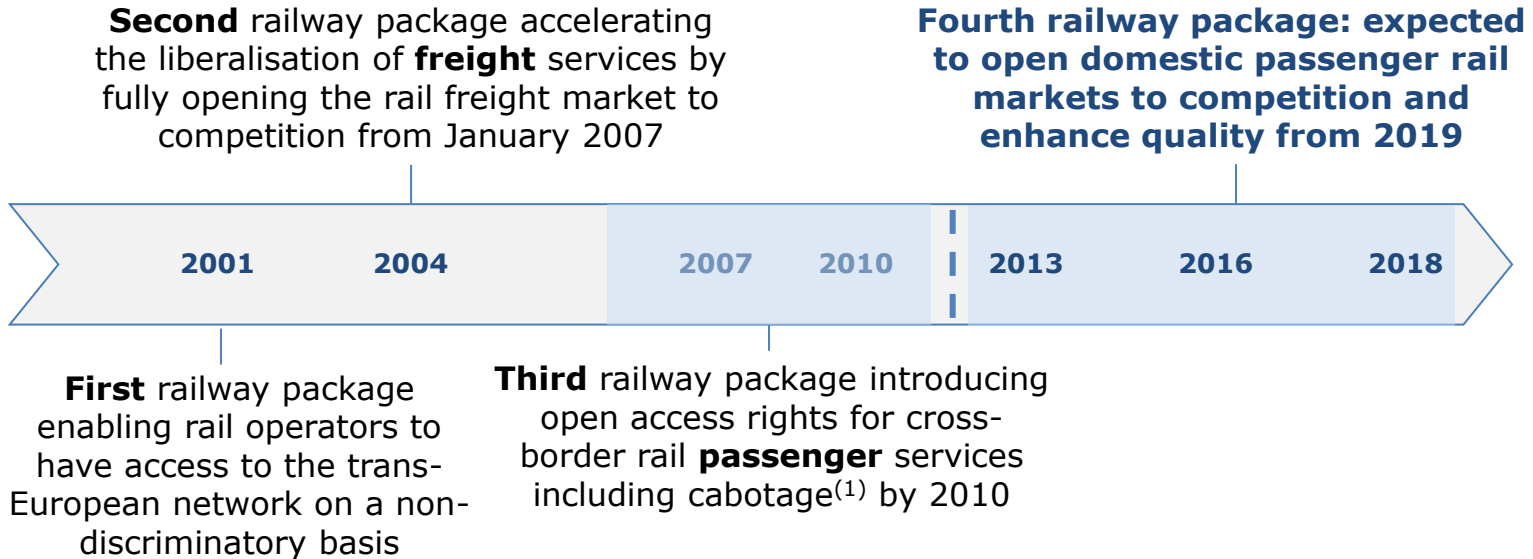 Second railway package accelerating
the liberalisation of freight services by
fully opening the rail freight market to
competition from January 2007
Fourth railway package: expected
to open domestic passenger rail
markets to competition and
enhance quality from 2019
2001 2004 2007 2010 2013 2016 2018
First railway package
enabling rail operators to
have access to the trans-
European network on a non-
discriminatory basis
Third railway package introducing
open access rights for cross-
border rail passenger services
including cabotage(1) by 2010